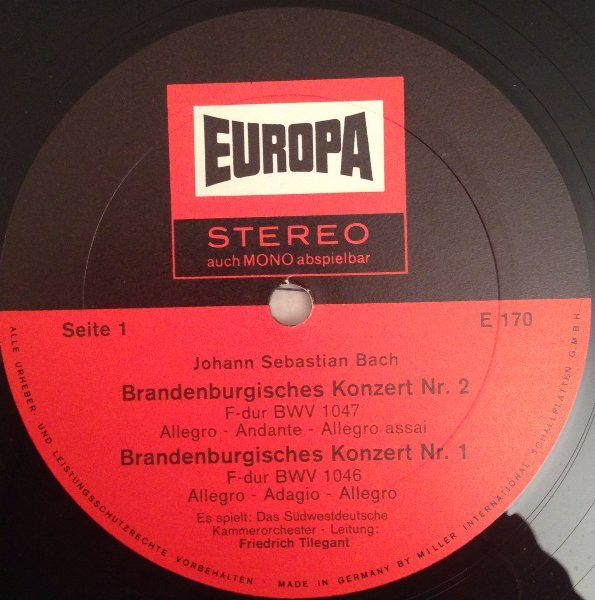 EUROPA
STEREO
auch MONO abspielbar
Seite 1
E 170
Johann Sebastian Bach
Brandenburgisches Konzert Nr. 2
F-dur BWV 1047
Allegro - Andante - Allegro assai
Brandenburgisches Konzert Nr. 1
F-dur BWV 1046
Allegro - Adagio - Allegro
Es spielt: Das Südwestdeutsche
Kammerorchester - Leitung:
Friedrich Tilegant
ALLE URHEBER- UND LEISTUNGSSCHUTZRECHTE VORBEHALTEN · MADE IN GERMANY BY MILLER INTERNATIONAL SCHALLPLATTEN GMBH